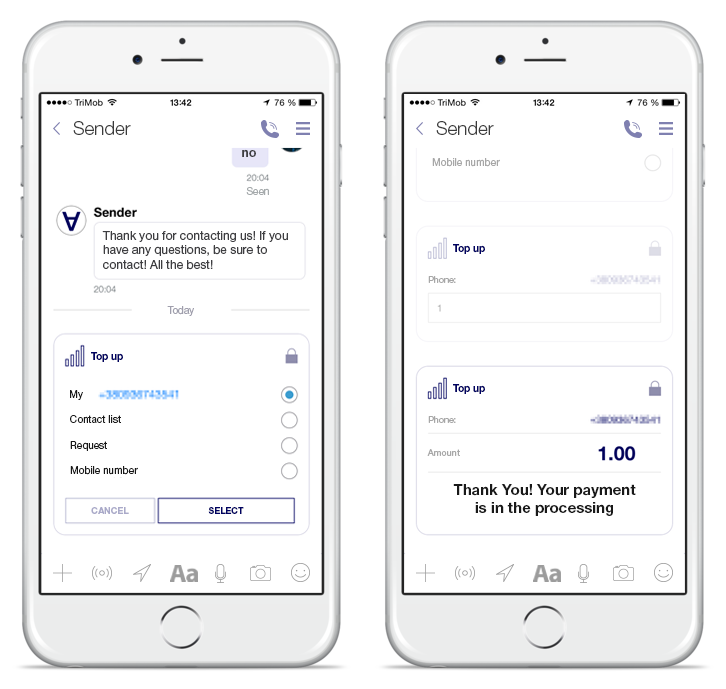 TriMob 13:42 76 %
Sender
no
20:04
Seen
Sender
Thank you for contacting us! If you
have any questions, be sure to
contact! All the best!
20:04
Today
Top up
My
Contact list
Request
Mobile number
CANCEL SELECT
Aa
TriMob 13:42 76 %
Sender
Mobile number
Top up
Phone:
1
Top up
Phone:
Amount 1.00
Thank You! Your payment
is in the processing
Aa